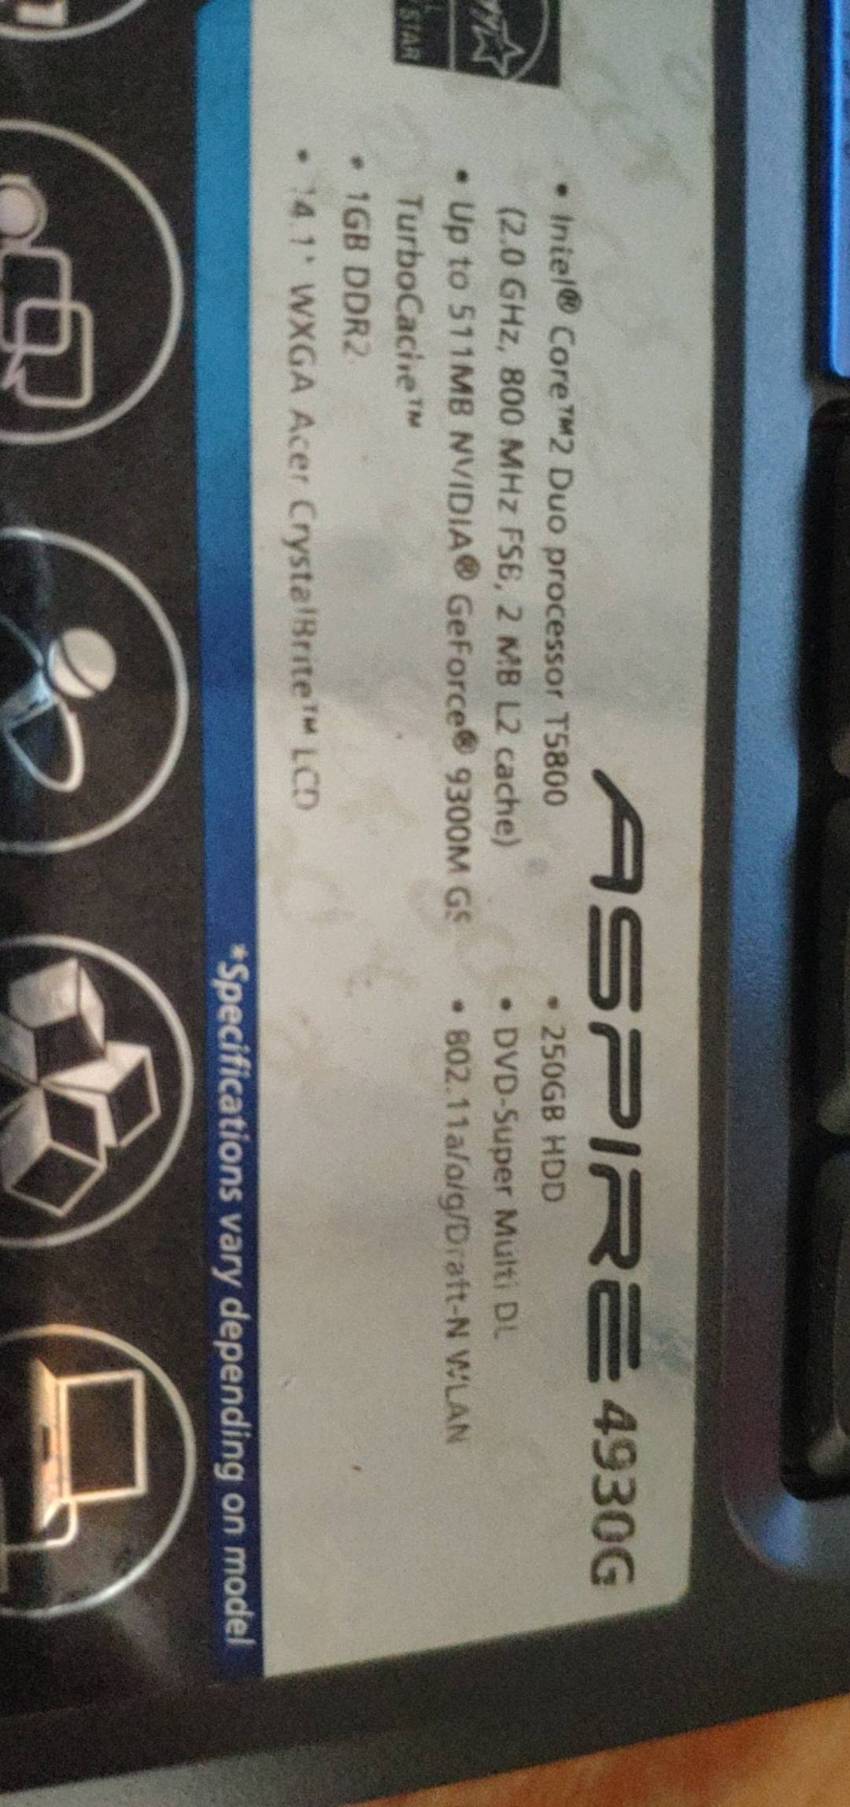 STAR
ASPIRE 4930G
• Intel® Core™2 Duo processor T5800
(2.0 GHz, 800 MHz FSB, 2 MB L2 cache)
• Up to 511MB NVIDIA® GeForce® 9300M GS
TurboCache™
• 1GB DDR2
• 14.1" WXGA Acer CrystalBrite™ LCD
• 250GB HDD
• DVD-Super Multi DL
• 802.11a/b/g/Draft-N WLAN
*Specifications vary depending on model